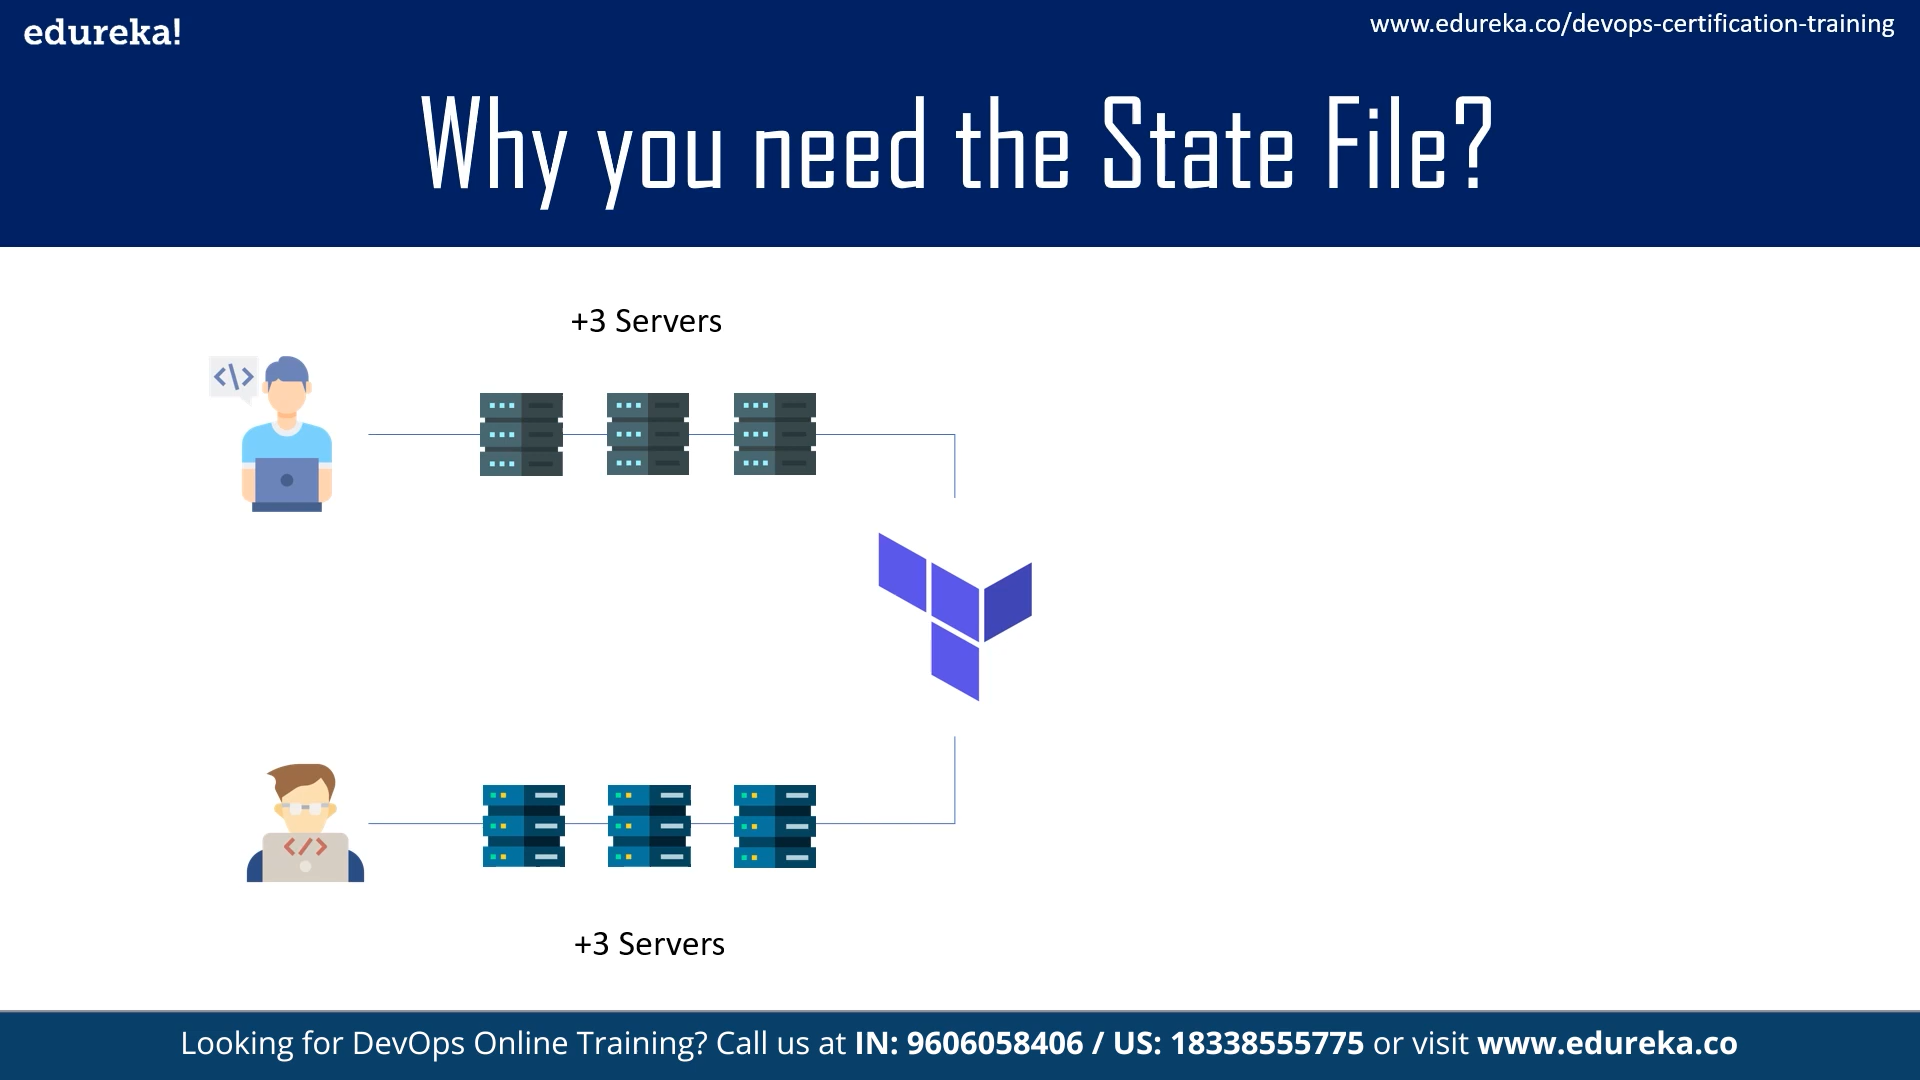 edureka!
www.edureka.co/devops-certification-training
Why you need the State File?
+3 Servers
</>
</>
+3 Servers
Looking for DevOps Online Training? Call us at IN: 9606058406 / US: 18338555775 or visit www.edureka.co